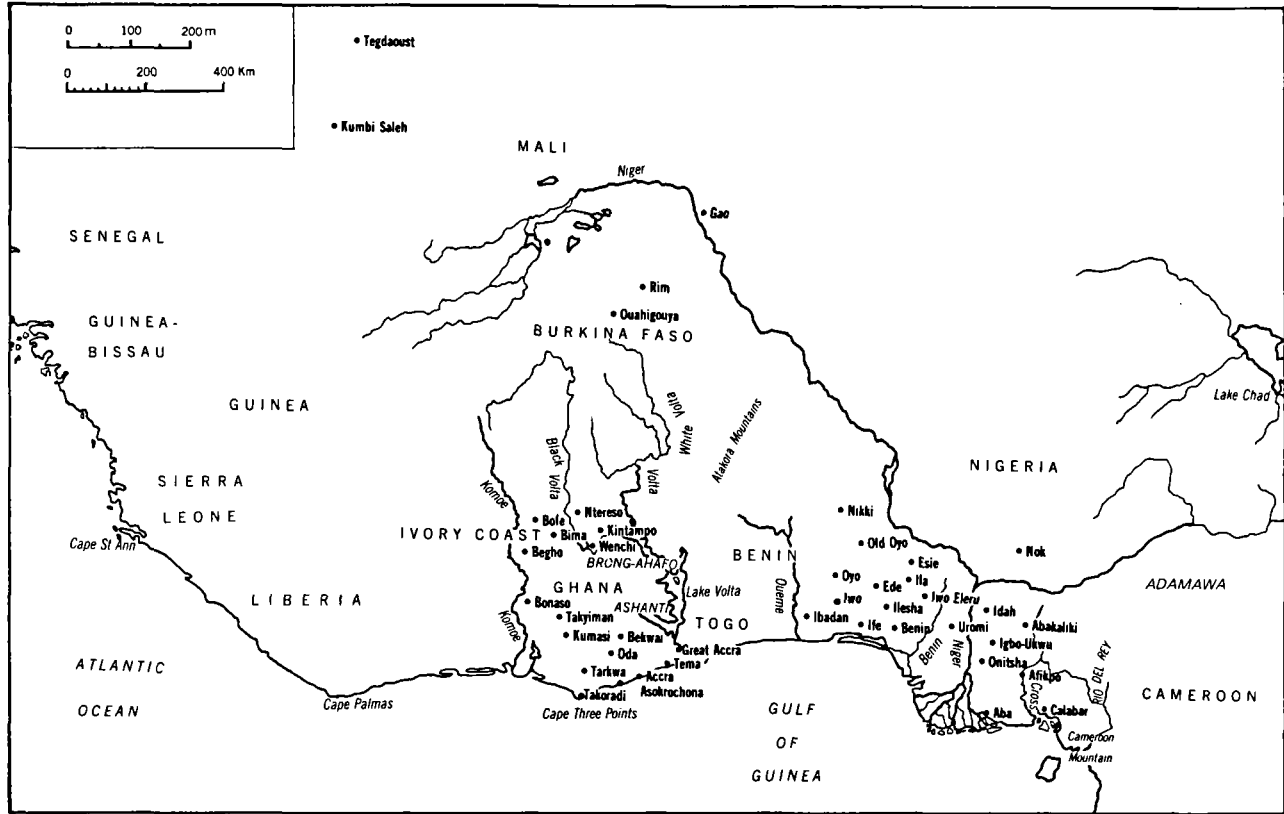 0 100 200 m
0 200 400 Km
Tegdaoust
Kumbi Saleh
MALI
Niger
Gao
SENEGAL
Rim
Ouahigouya
GUINEA-
BISSAU
BURKINA FASO
Lake Chad
GUINEA
White Volta
Atakora Mountains
Black Volta
Volta
NIGERIA
SIERRA
LEONE
Komoe
Ntereso
Nikki
Bofe
Kintampo
IVORY COAST
Bima
Cape St Ann
Wenchi
Old Oyo
Begho
BENIN
Nok
BRONG-AHAFO
Esie
Oyo
Ila
ADAMAWA
GHANA
Lake Volta
Ede
Iwo
Iwo Eleru
LIBERIA
Bonaso
ASHANTI
Oueme
Ilesha
Idah
Takyiman
TOGO
Ibadan
Ife
Benin
Uromi
Abakaliki
Komoe
Kumasi
Bekwai
Igbo-Ukwu
Oda
Great Accra
Benin
Niger
Onitsha
ATLANTIC
OCEAN
Tarkwa
Tema
Afikpo
Accra
Asokrochona
Cross
RIO DEL REY
CAMEROON
Cape Palmas
Takoradi
Cape Three Points
GULF
OF
GUINEA
Aba
Calabar
Cameroon
Mountain